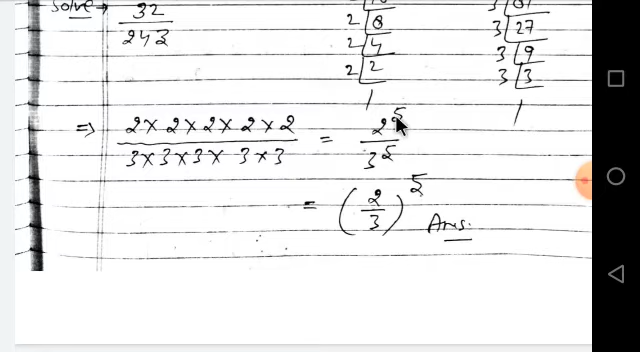 Solve → 32/243
2 | 8   3 | 27
2 | 4   3 | 9
2 | 2   3 | 3
1   1
⇒ 2×2×2×2×2 / 3×3×3×3×3 = 2⁵/3⁵
= (2/3)⁵ Ans.